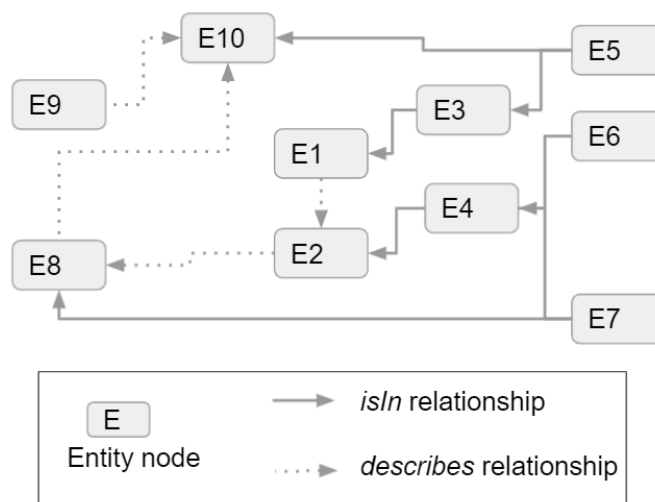 E10
E5
E9
E3
E6
E1
E4
E2
E8
E7
E
Entity node
isIn relationship
describes relationship